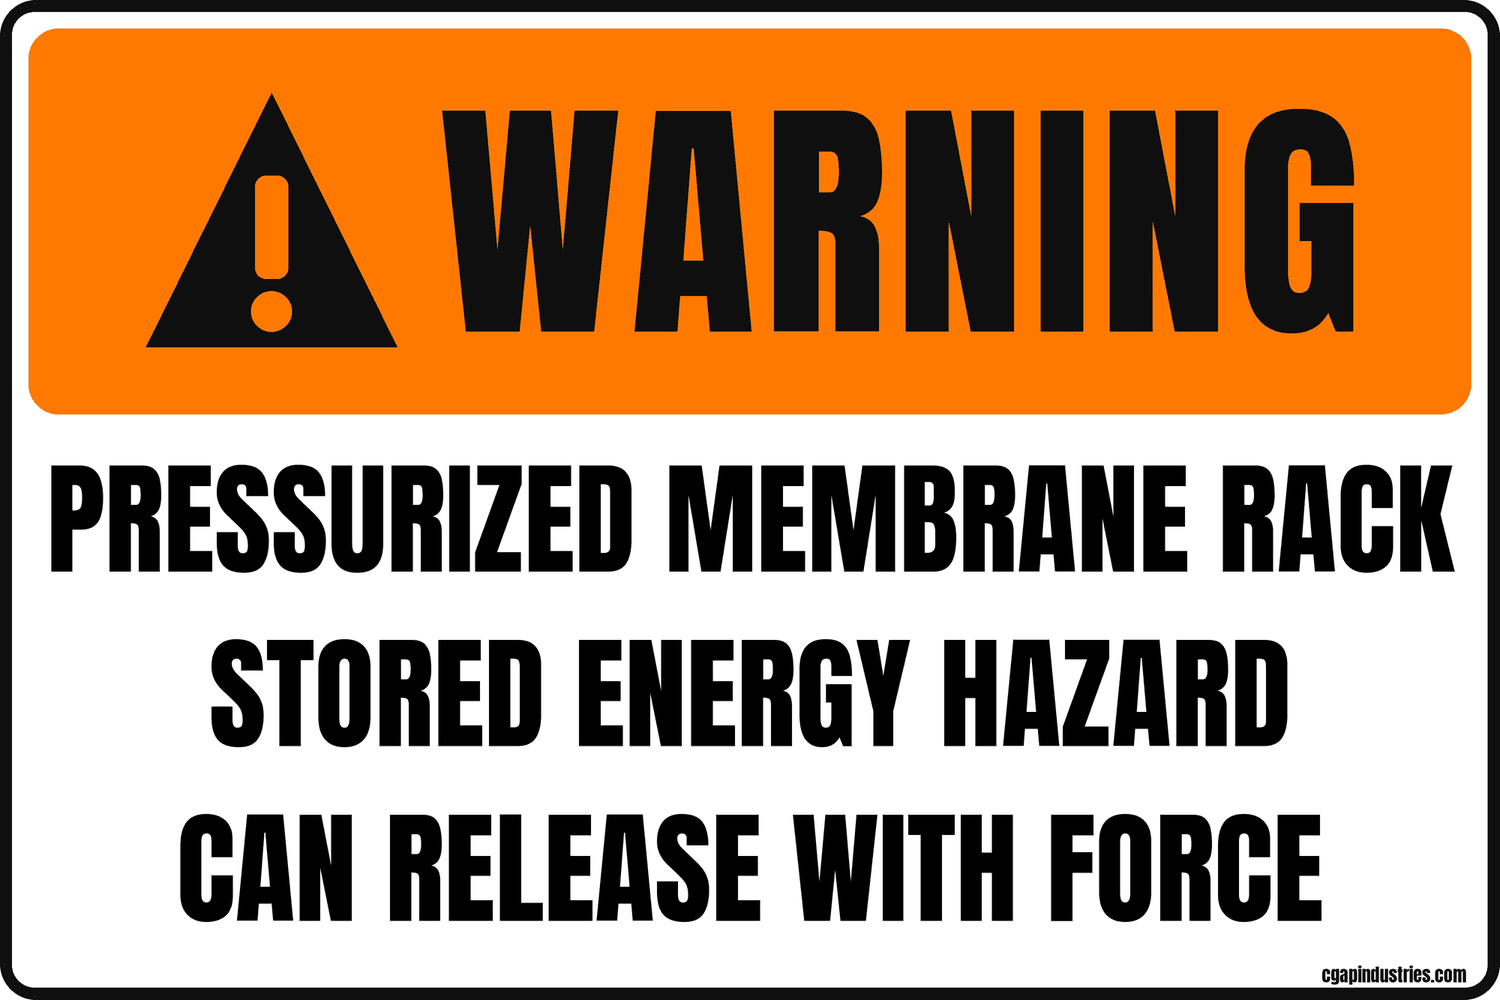 WARNING
PRESSURIZED MEMBRANE RACK
STORED ENERGY HAZARD
CAN RELEASE WITH FORCE
cgapindustries.com